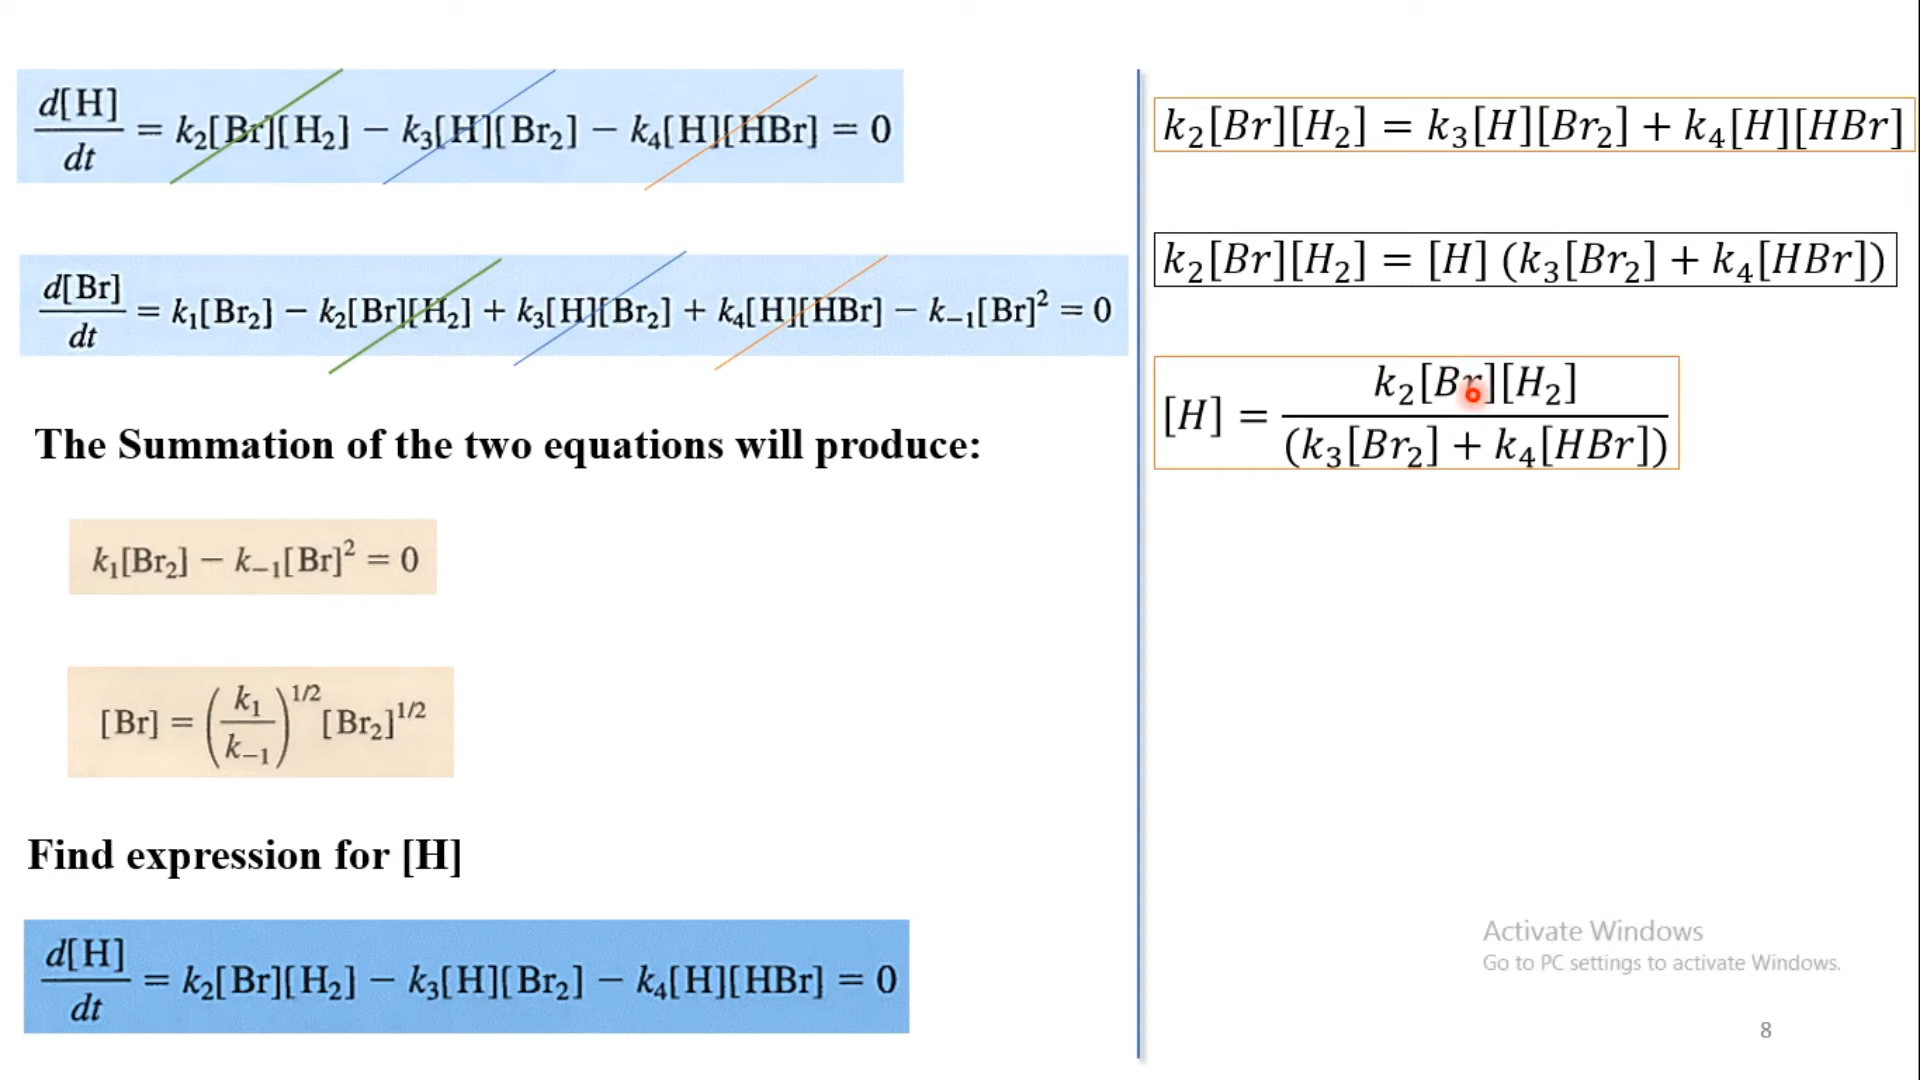 d[H]/dt = k₂[Br][H₂] − k₃[H][Br₂] − k₄[H][HBr] = 0
d[Br]/dt = k₁[Br₂] − k₂[Br][H₂] + k₃[H][Br₂] + k₄[H][HBr] − k₋₁[Br]² = 0
The Summation of the two equations will produce:
k₁[Br₂] − k₋₁[Br]² = 0
[Br] = (k₁/k₋₁)^1/2 [Br₂]^1/2
Find expression for [H]
d[H]/dt = k₂[Br][H₂] − k₃[H][Br₂] − k₄[H][HBr] = 0
k₂[Br][H₂] = k₃[H][Br₂] + k₄[H][HBr]
k₂[Br][H₂] = [H] (k₃[Br₂] + k₄[HBr])
[H] = k₂[Br][H₂]/(k₃[Br₂] + k₄[HBr])
Activate Windows
Go to PC settings to activate Windows.
8